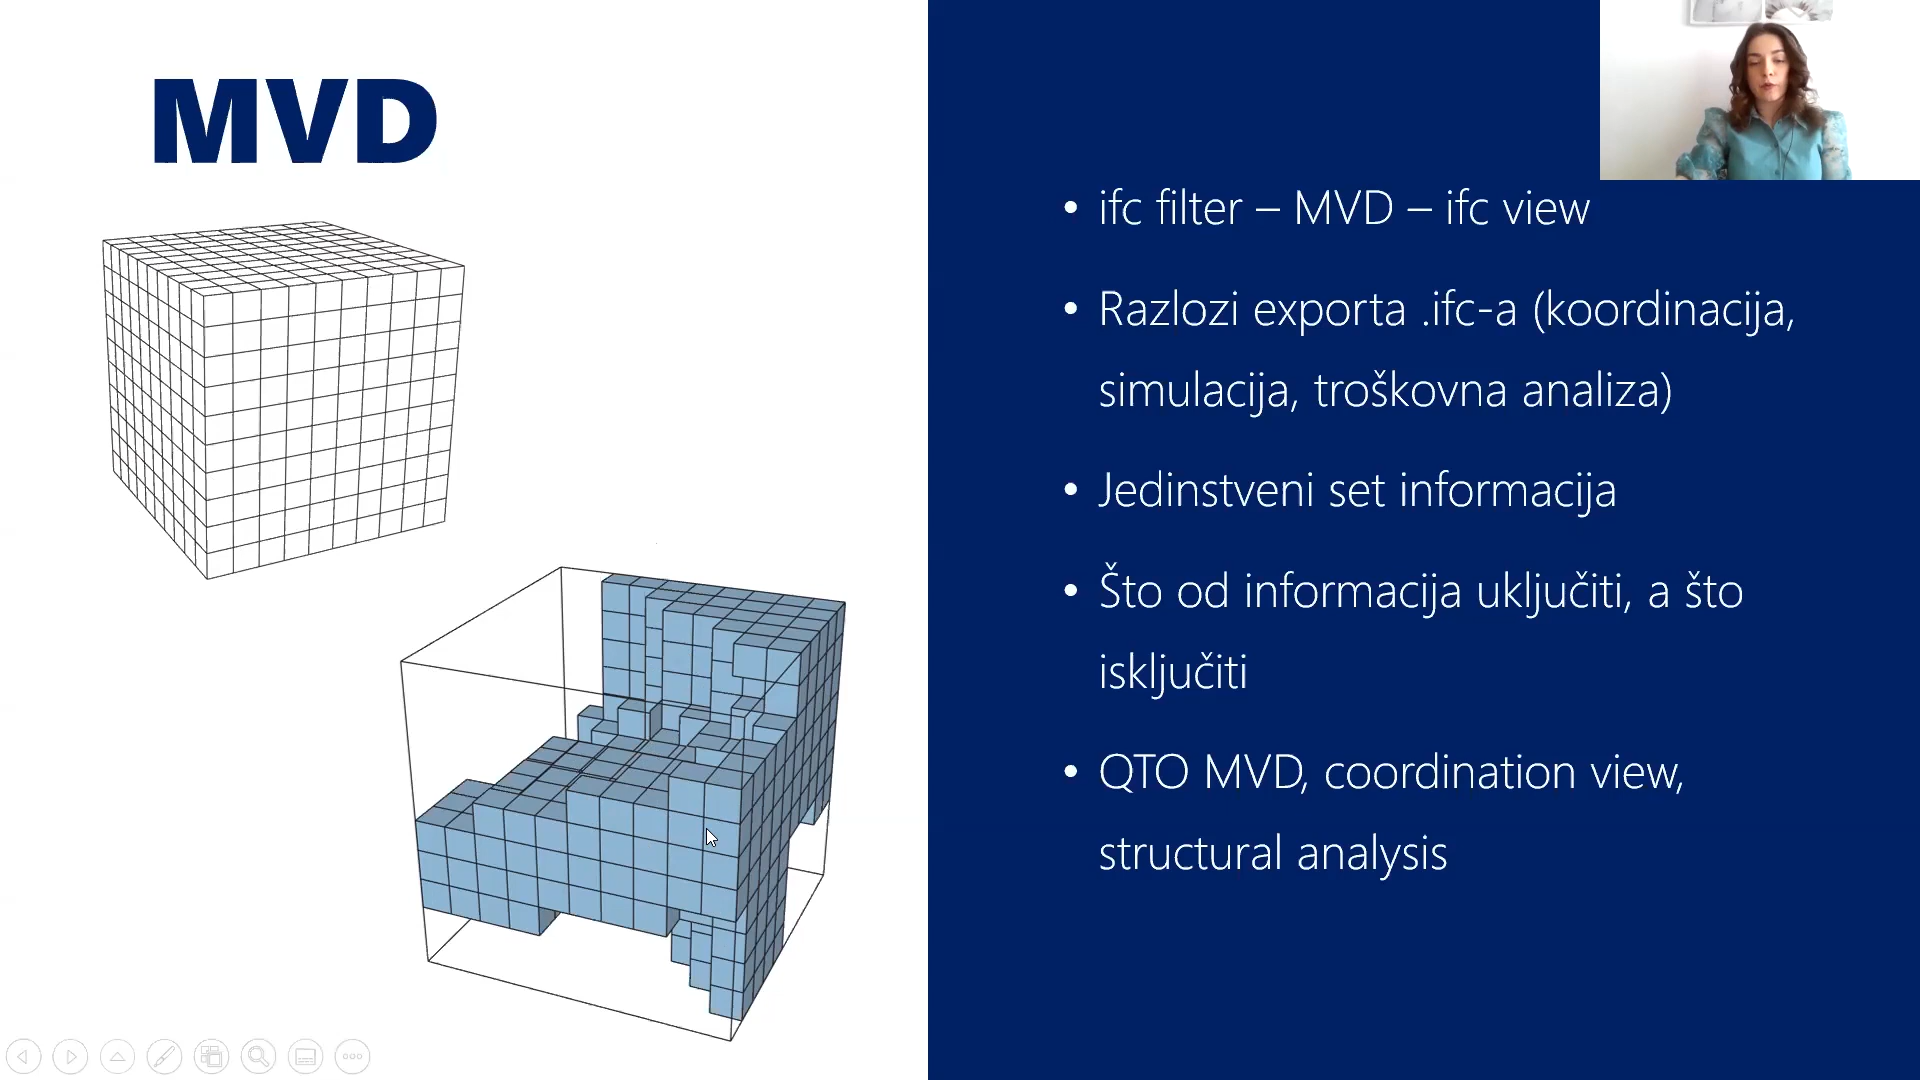 MVD
• ifc filter – MVD – ifc view
• Razlozi exporta .ifc-a (koordinacija,
simulacija, troškovna analiza)
• Jedinstveni set informacija
• Što od informacija uključiti, a što
isključiti
• QTO MVD, coordination view,
structural analysis